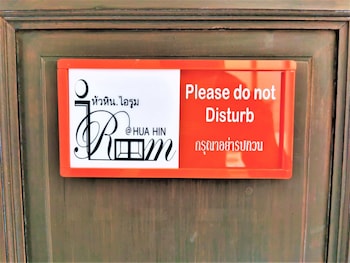 หัวหิน.ไอรูม
iRoom
@HUA HIN
Please do not
Disturb
กรุณาอย่ารบกวน